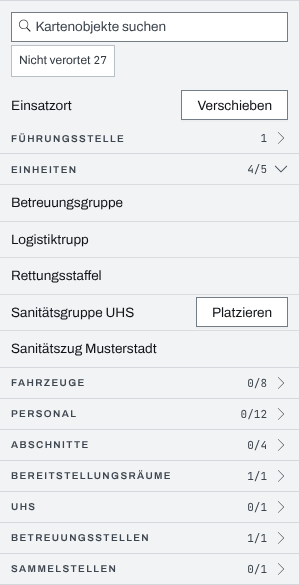 Kartenobjekte suchen
Nicht verortet 27
Einsatzort Verschieben
FÜHRUNGSSTELLE 1
EINHEITEN 4/5
Betreuungsgruppe
Logistiktrupp
Rettungsstaffel
Sanitätsgruppe UHS Platzieren
Sanitätszug Musterstadt
FAHRZEUGE 0/8
PERSONAL 0/12
ABSCHNITTE 0/4
BEREITSTELLUNGSRÄUME 1/1
UHS 0/1
BETREUUNGSSTELLEN 1/1
SAMMELSTELLEN 0/1